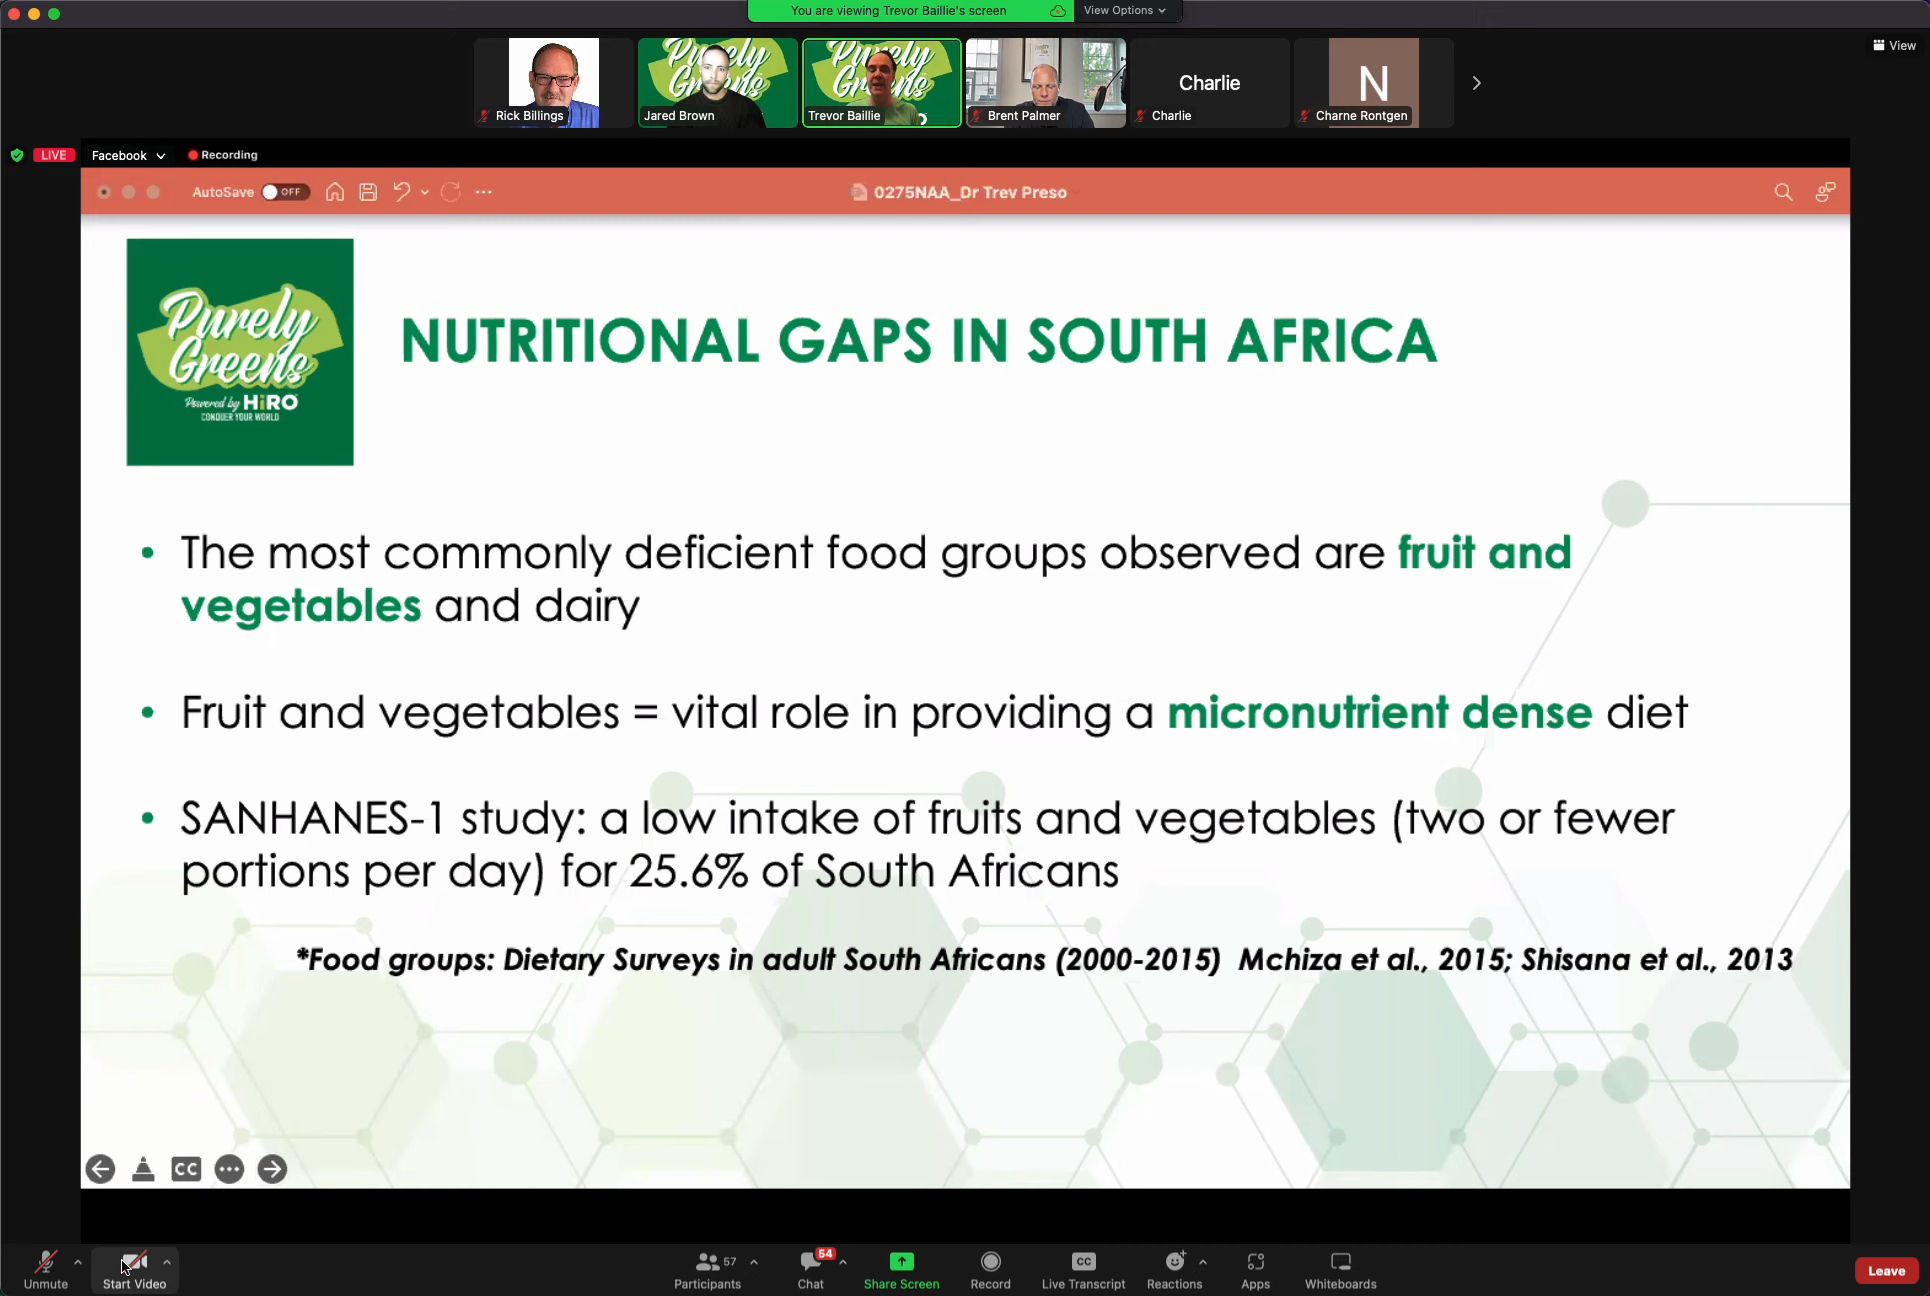 You are viewing Trevor Baillie's screen
View Options
View
Purely Greens
Purely Greens
Charlie
N
Rick Billings
Jared Brown
Trevor Baillie
Brent Palmer
Charlie
Charne Rontgen
LIVE
Facebook
Recording
AutoSave
OFF
0275NAA_Dr Trev Preso
Purely
Greens
Powered by HiRO
CONQUER YOUR WORLD
NUTRITIONAL GAPS IN SOUTH AFRICA
• The most commonly deficient food groups observed are fruit and
vegetables and dairy
• Fruit and vegetables = vital role in providing a micronutrient dense diet
• SANHANES-1 study: a low intake of fruits and vegetables (two or fewer
portions per day) for 25.6% of South Africans
*Food groups: Dietary Surveys in adult South Africans (2000-2015) Mchiza et al., 2015; Shisana et al., 2013
CC
57
54
CC
Unmute
Start Video
Participants
Chat
Share Screen
Record
Live Transcript
Reactions
Apps
Whiteboards
Leave